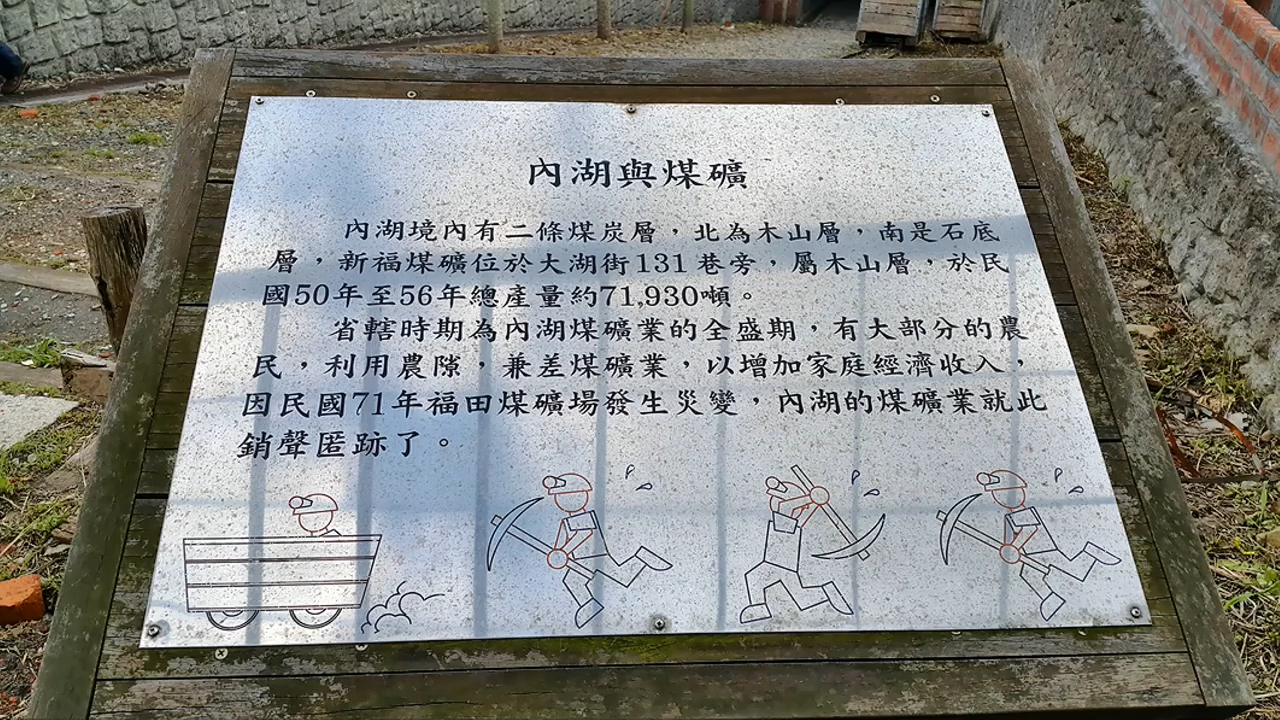 內湖與煤礦
內湖境內有二條煤炭層，北為木山層，南是石底
層，新福煤礦位於大湖街131巷旁，屬木山層，於民
國50年至56年總產量約71,930噸。
省轄時期為內湖煤礦業的全盛期，有大部分的農
民，利用農隙，兼差煤礦業，以增加家庭經濟收入，
因民國71年福田煤礦場發生災變，內湖的煤礦業就此
銷聲匿跡了。